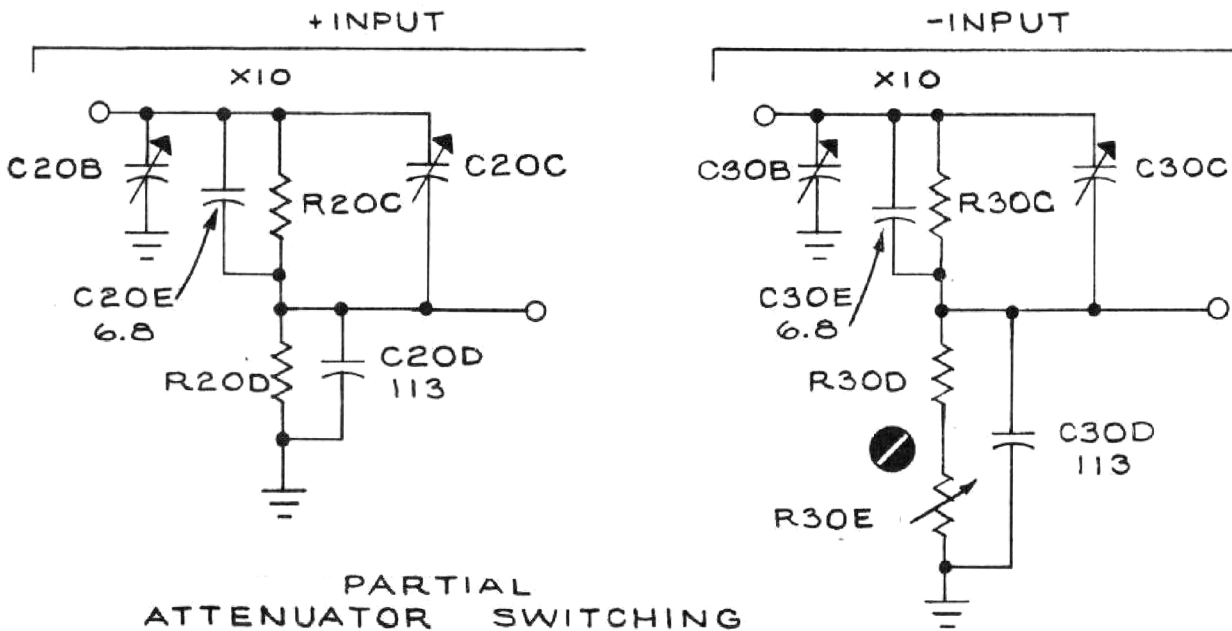 +INPUT
X10
C20B
R20C
C20C
C20E
6.8
R20D
C20D
113
-INPUT
X10
C30B
R30C
C30C
C30E
6.8
R30D
C30D
113
R30E
PARTIAL
ATTENUATOR SWITCHING